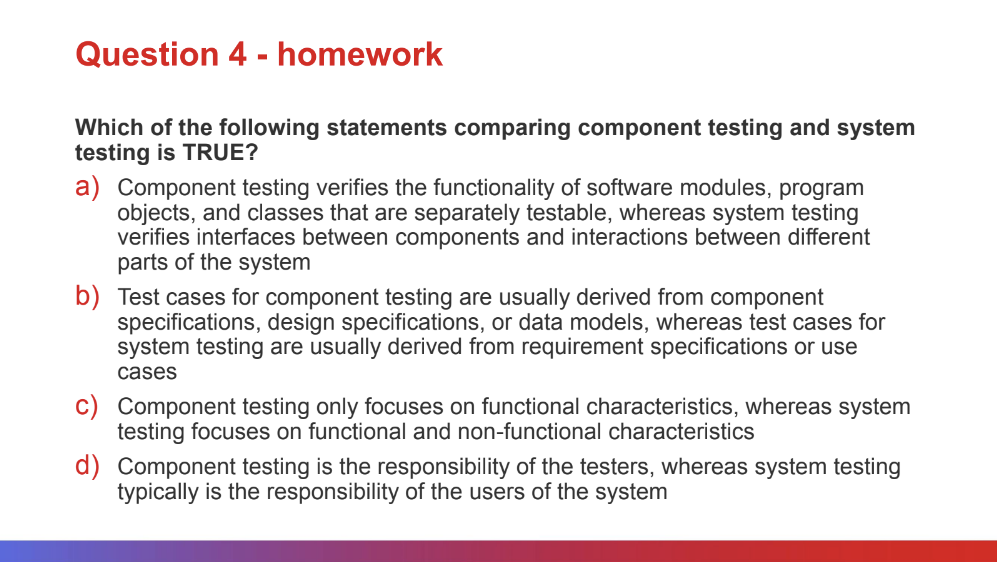 Question 4 - homework
Which of the following statements comparing component testing and system
testing is TRUE?
a) Component testing verifies the functionality of software modules, program
objects, and classes that are separately testable, whereas system testing
verifies interfaces between components and interactions between different
parts of the system
b) Test cases for component testing are usually derived from component
specifications, design specifications, or data models, whereas test cases for
system testing are usually derived from requirement specifications or use
cases
c) Component testing only focuses on functional characteristics, whereas system
testing focuses on functional and non-functional characteristics
d) Component testing is the responsibility of the testers, whereas system testing
typically is the responsibility of the users of the system